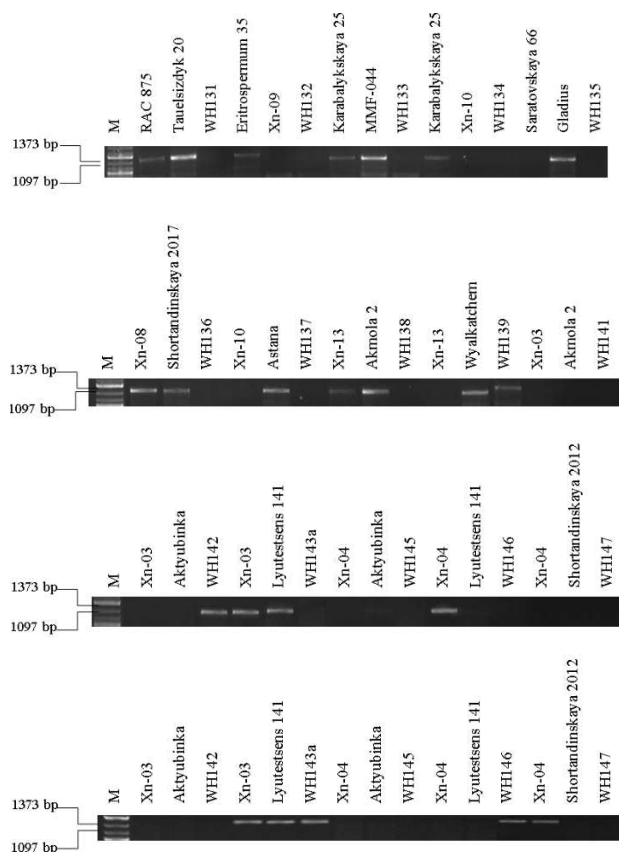 M RAC 875 Tauelsizdyk 20 WH131 Eritrospermum 35 Xn-09 WH132 Karabalykskaya 25 MMF-044 WH133 Karabalykskaya 25 Xn-10 WH134 Saratovskaya 66 Gladius WH135
1373 bp
1097 bp
M Xn-08 Shortandinskaya 2017 WH136 Xn-10 Astana WH137 Xn-13 Akmola 2 WH138 Xn-13 Wyalkatchem WH139 Xn-03 Akmola 2 WH141
1373 bp
1097 bp
M Xn-03 Aktyubinka WH142 Xn-03 Lyutestsens 141 WH143a Xn-04 Aktyubinka WH145 Xn-04 Lyutestsens 141 WH146 Xn-04 Shortandinskaya 2012 WH147
1373 bp
1097 bp
M Xn-03 Aktyubinka WH142 Xn-03 Lyutestsens 141 WH143a Xn-04 Aktyubinka WH145 Xn-04 Lyutestsens 141 WH146 Xn-04 Shortandinskaya 2012 WH147
1373 bp
1097 bp